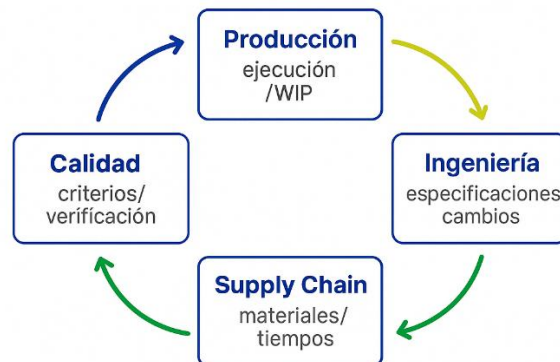 Producción
ejecución
/WIP
Ingeniería
especificaciones
cambios
Supply Chain
materiales/
tiempos
Calidad
criterios/
verificación